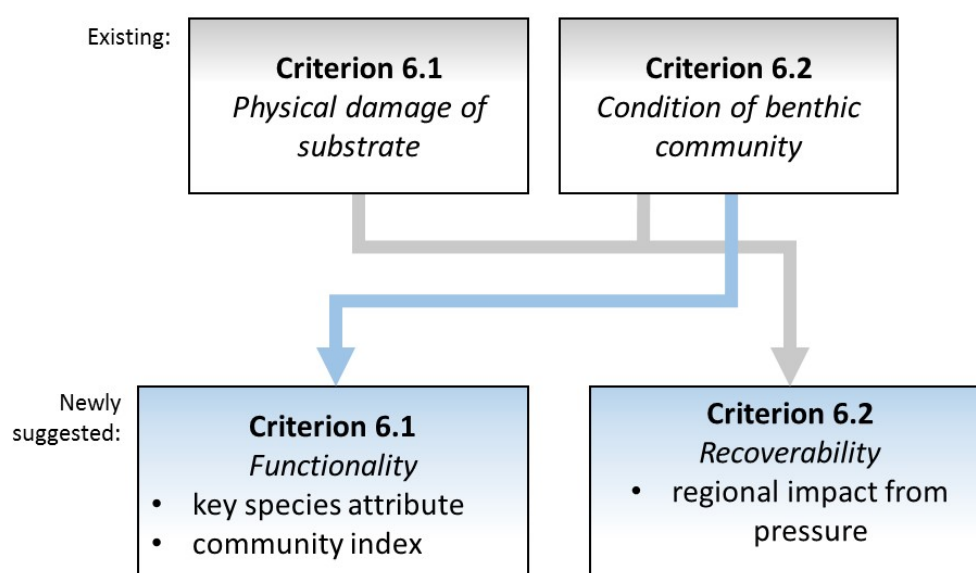 Existing:
Criterion 6.1
Physical damage of
substrate
Criterion 6.2
Condition of benthic
community
Newly
suggested:
Criterion 6.1
Functionality
• key species attribute
• community index
Criterion 6.2
Recoverability
• regional impact from
pressure